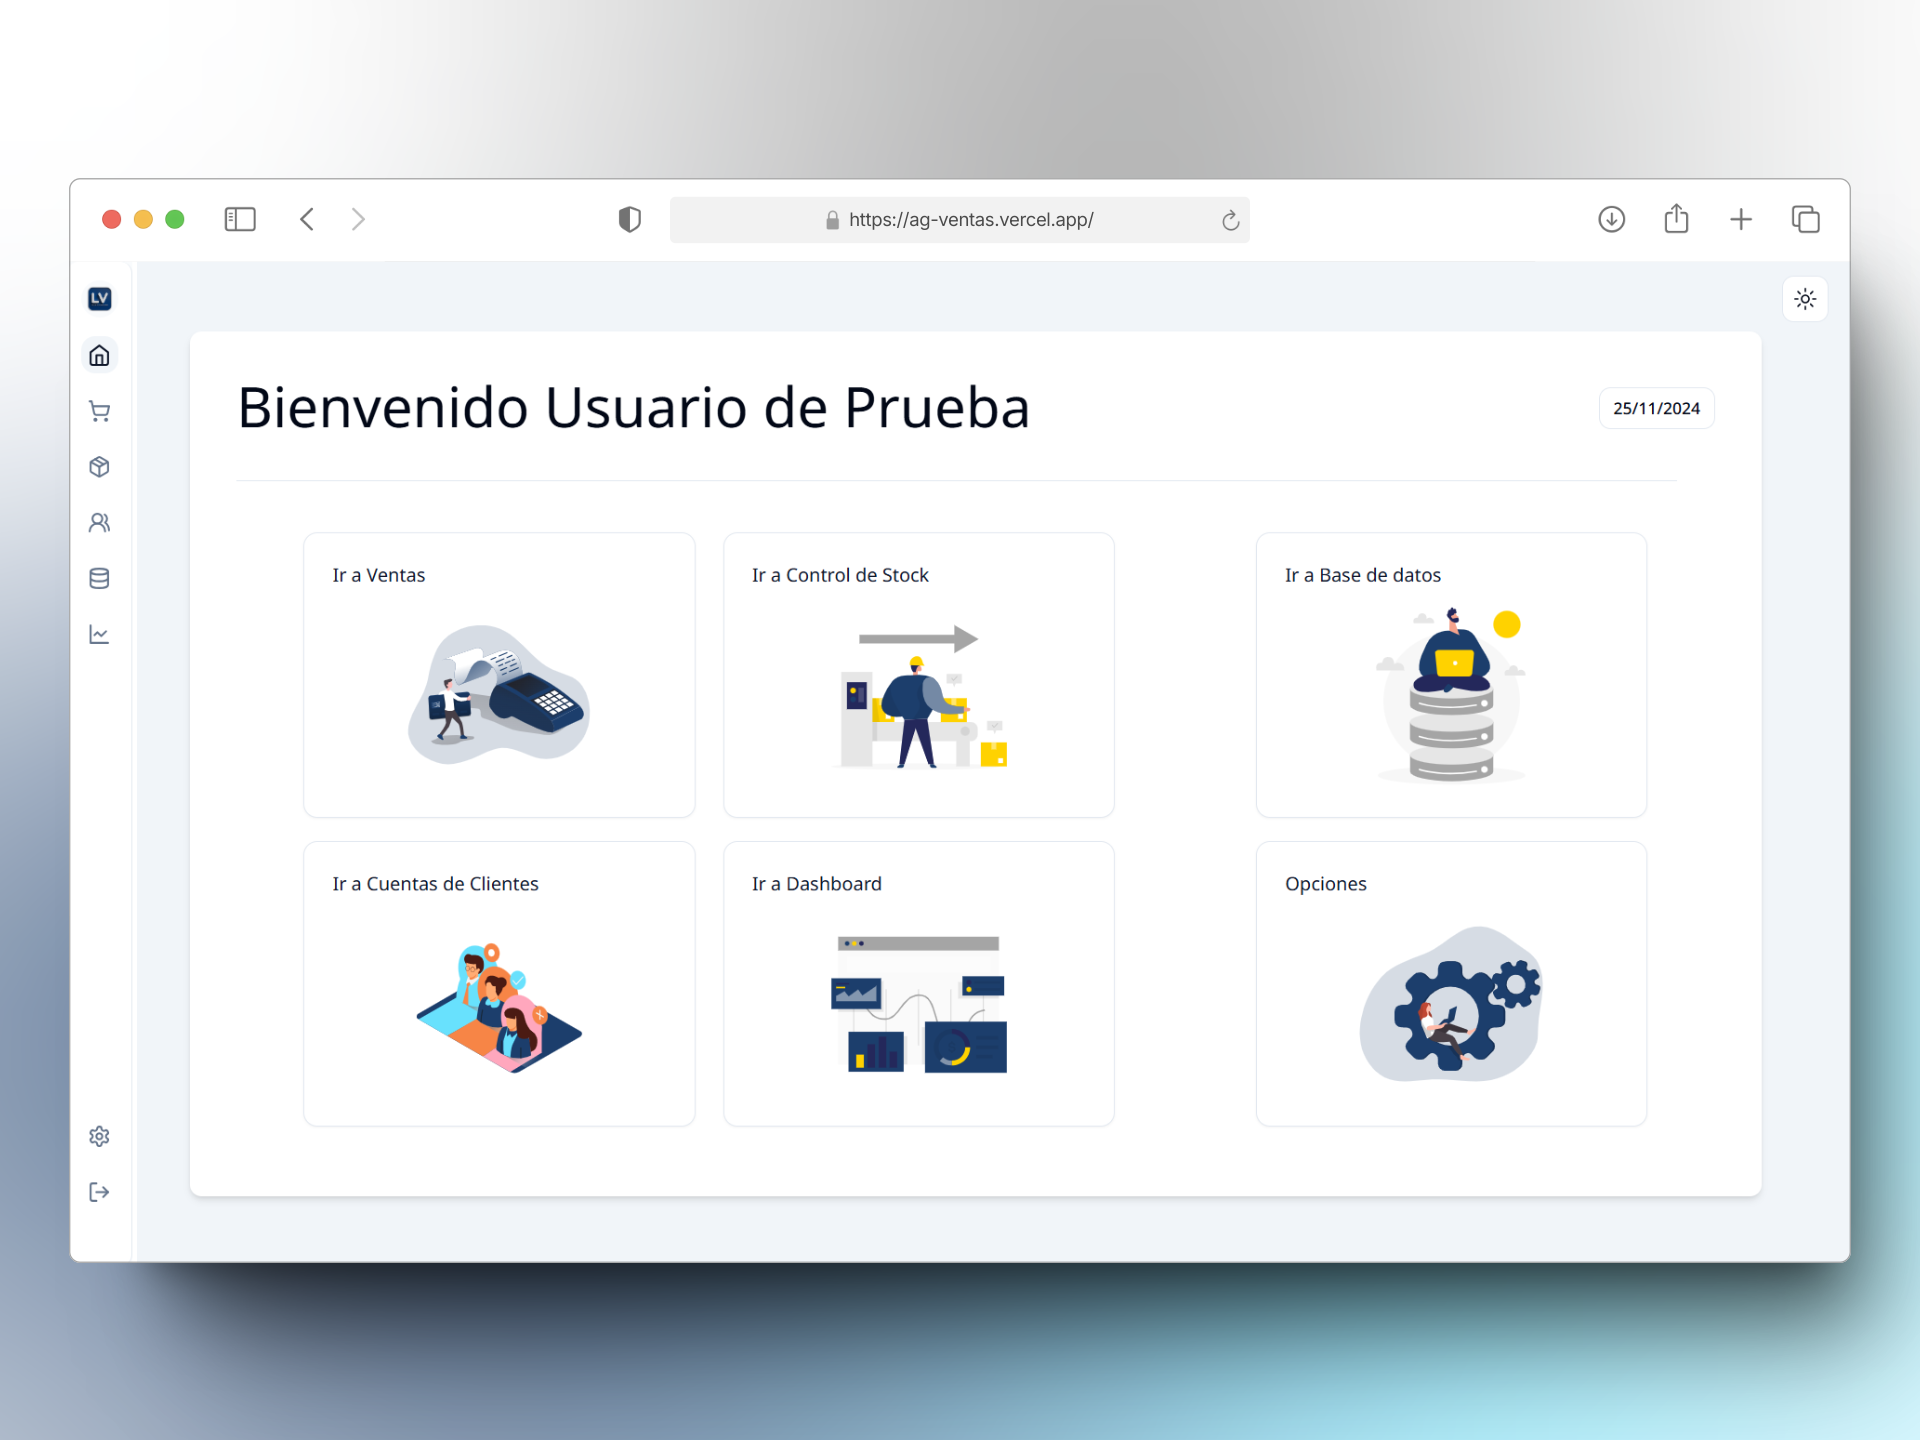 https://ag-ventas.vercel.app/
LV
Bienvenido Usuario de Prueba
25/11/2024
Ir a Ventas
Ir a Control de Stock
Ir a Base de datos
Ir a Cuentas de Clientes
Ir a Dashboard
Opciones